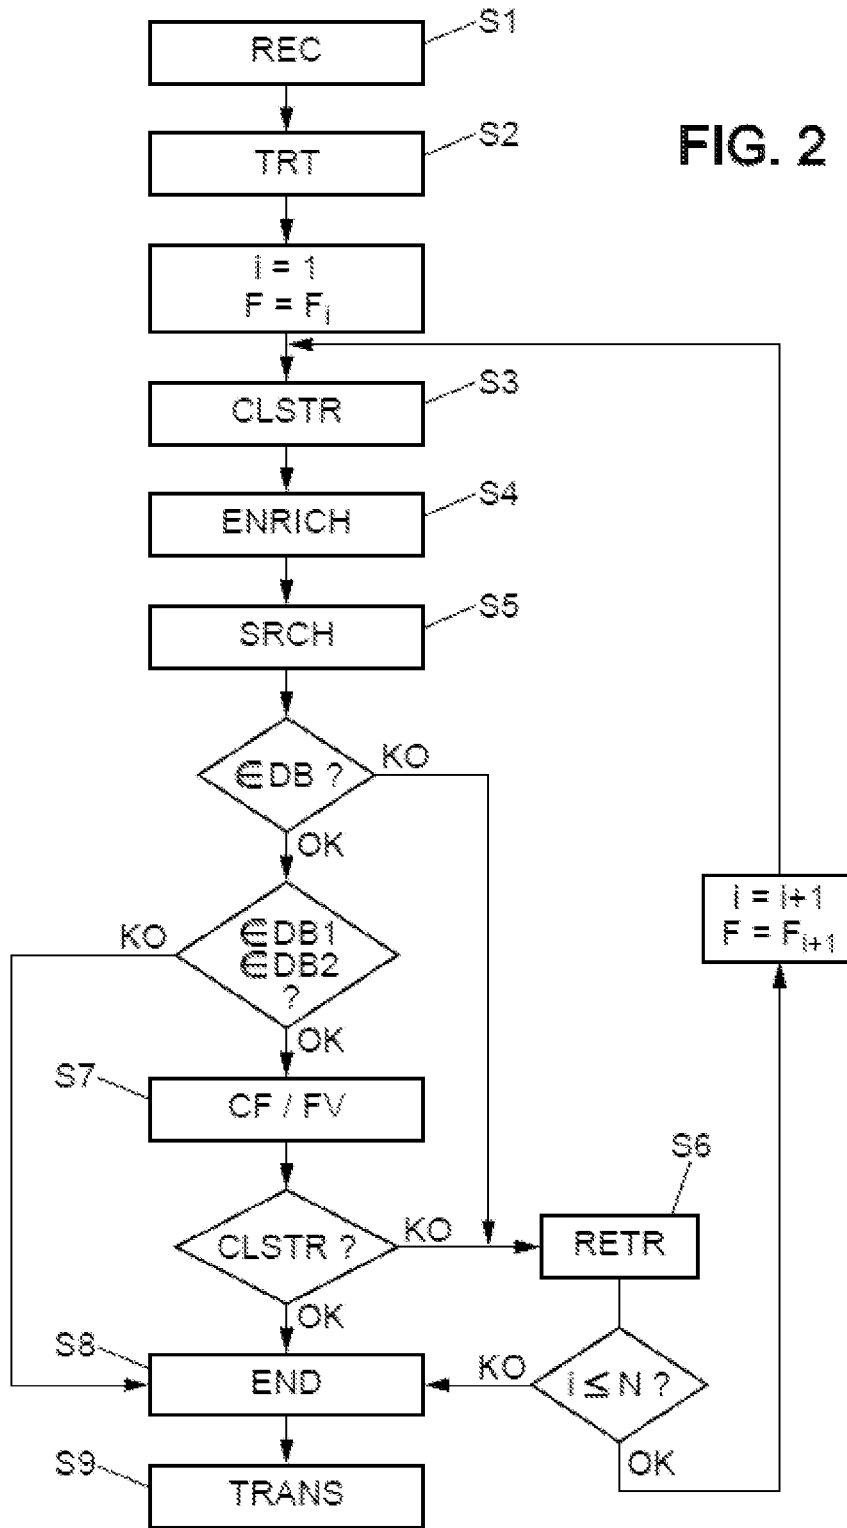 REC
S1
TRT
S2
FIG. 2
i = 1
F = Fi
CLSTR
S3
ENRICH
S4
SRCH
S5
∈ DB ?
KO
OK
∈ DB1
∈ DB2
?
KO
OK
i = i+1
F = Fi+1
S7
CF / FV
S6
CLSTR ?
KO
RETR
OK
S8
END
KO
i ≤ N ?
OK
S9
TRANS